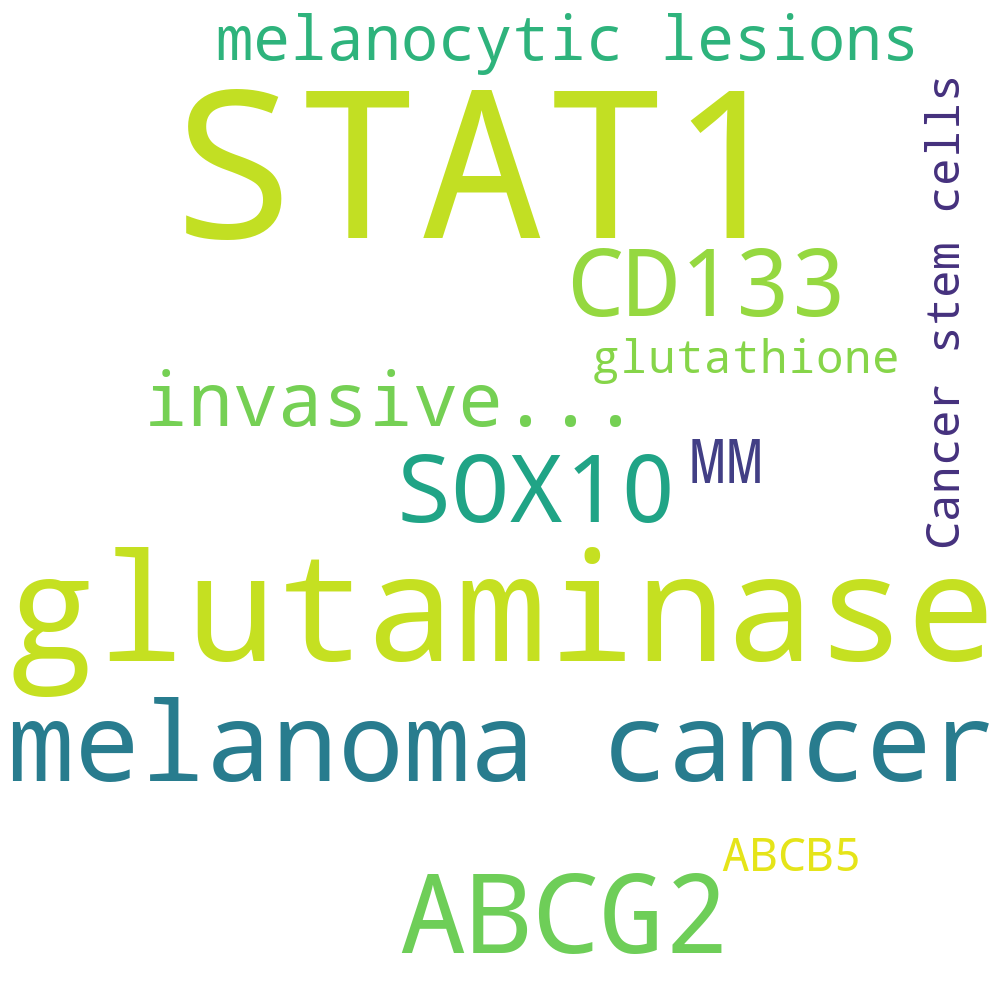 melanocytic lesions
STAT1
Cancer stem cells
CD133
glutathione
invasive...
MM
SOX10
glutaminase
melanoma cancer
ABCB5
ABCG2